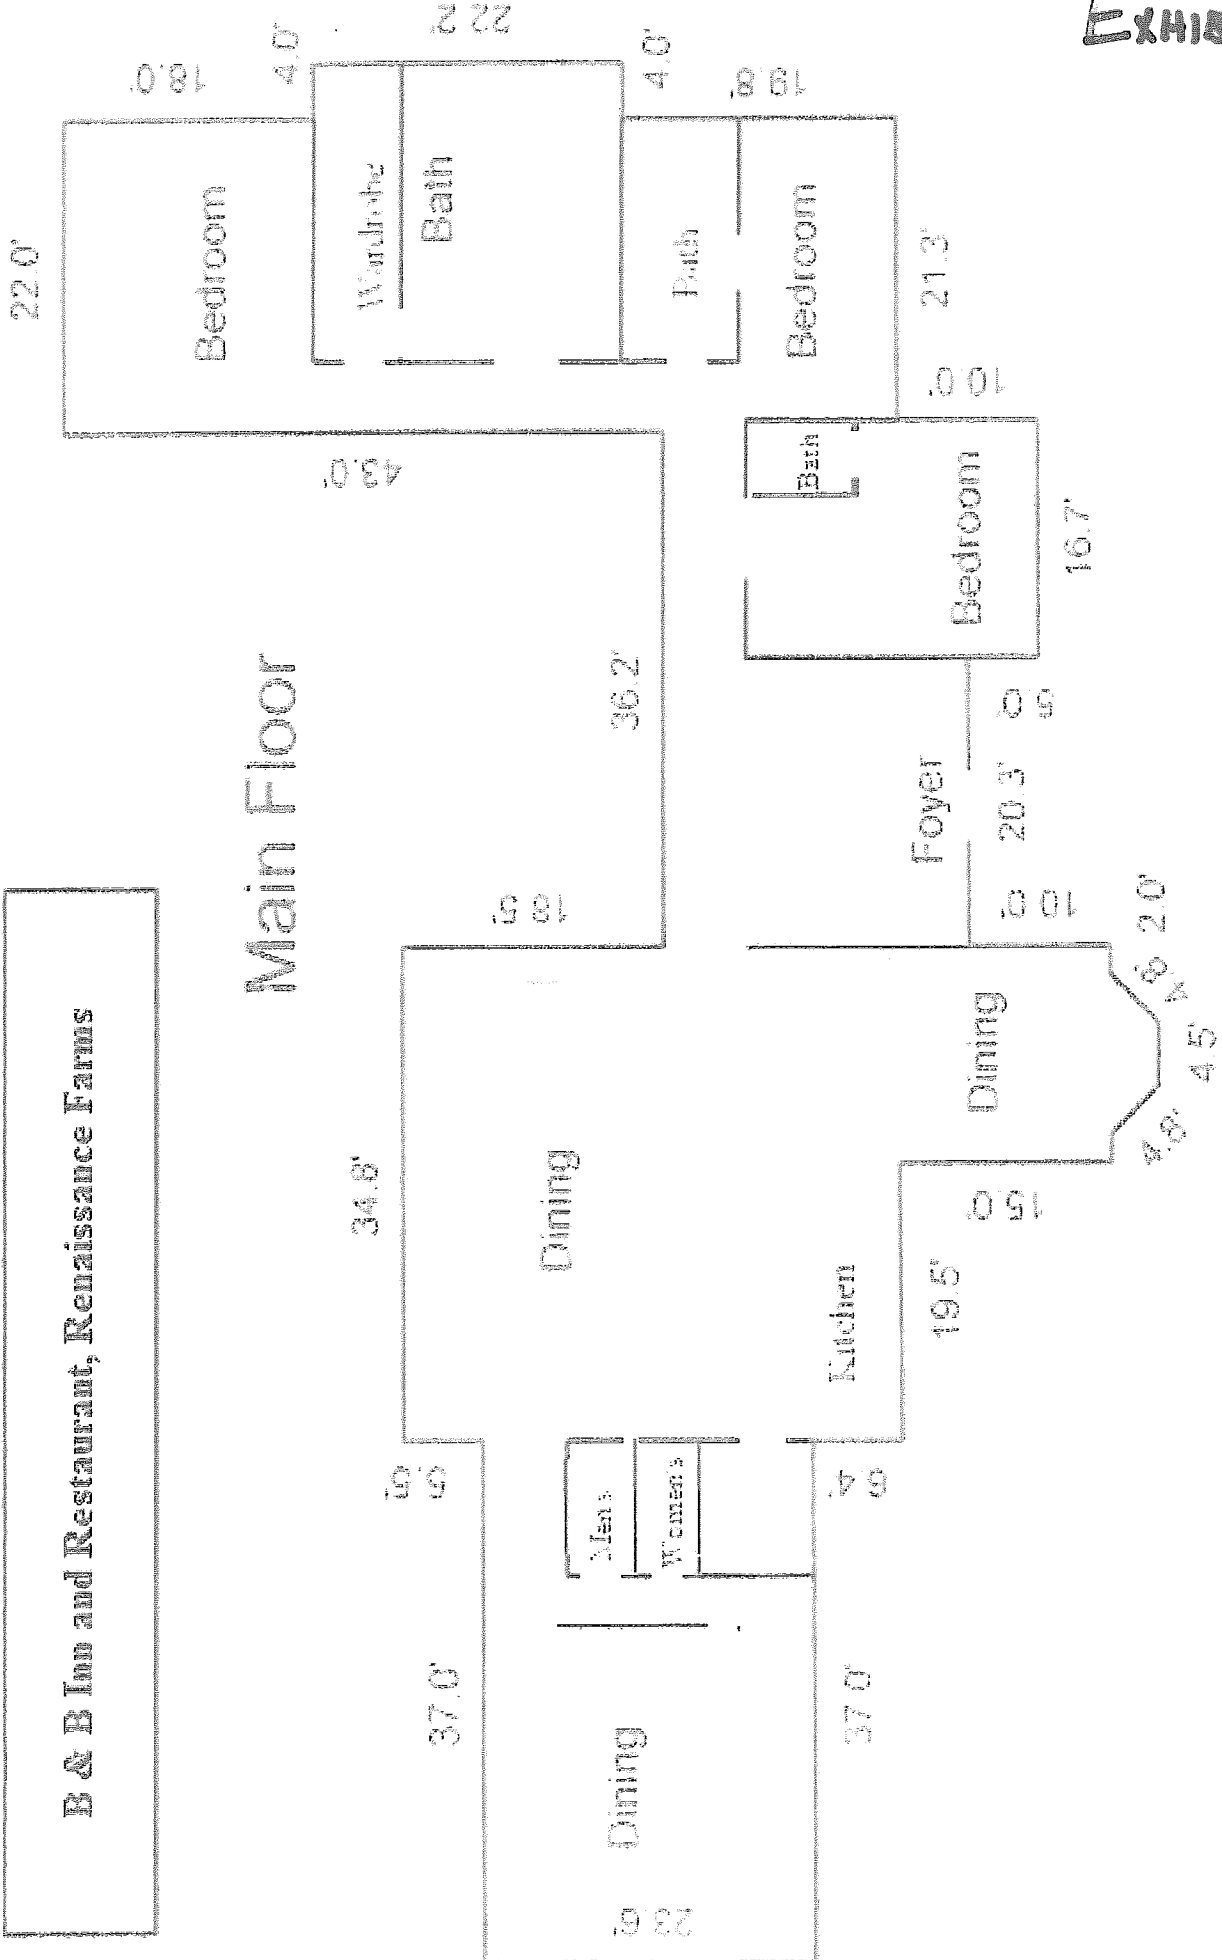 EXHIB
B & B Inn and Restaurant, Renaissance Farms
Main Floor
22.0'
18.0'
4.0'
22.2'
4.0'
19.8'
Bedroom
Wardrobe
Bath
Bath
Bedroom
21.3'
10.0'
43.0'
Bath
Bedroom
16.7'
36.2'
5.0'
Foyer
20.3'
18.5'
10.0'
2.0'
4.8'
4.5'
4.8'
Dining
34.8'
Dining
15.0'
Kitchen
19.5'
5.5'
6.4'
Mens
Women's
37.0'
Dining
37.0'
23.6'